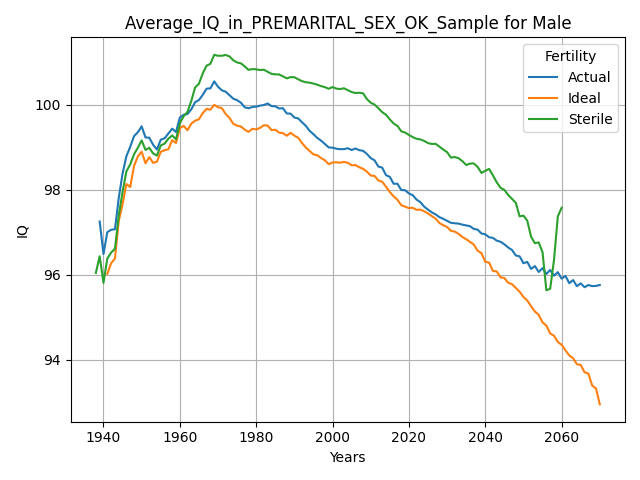 Average_IQ_in_PREMARITAL_SEX_OK_Sample for Male
Fertility
Actual
Ideal
Sterile
IQ
100
98
96
94
1940 1960 1980 2000 2020 2040 2060
Years